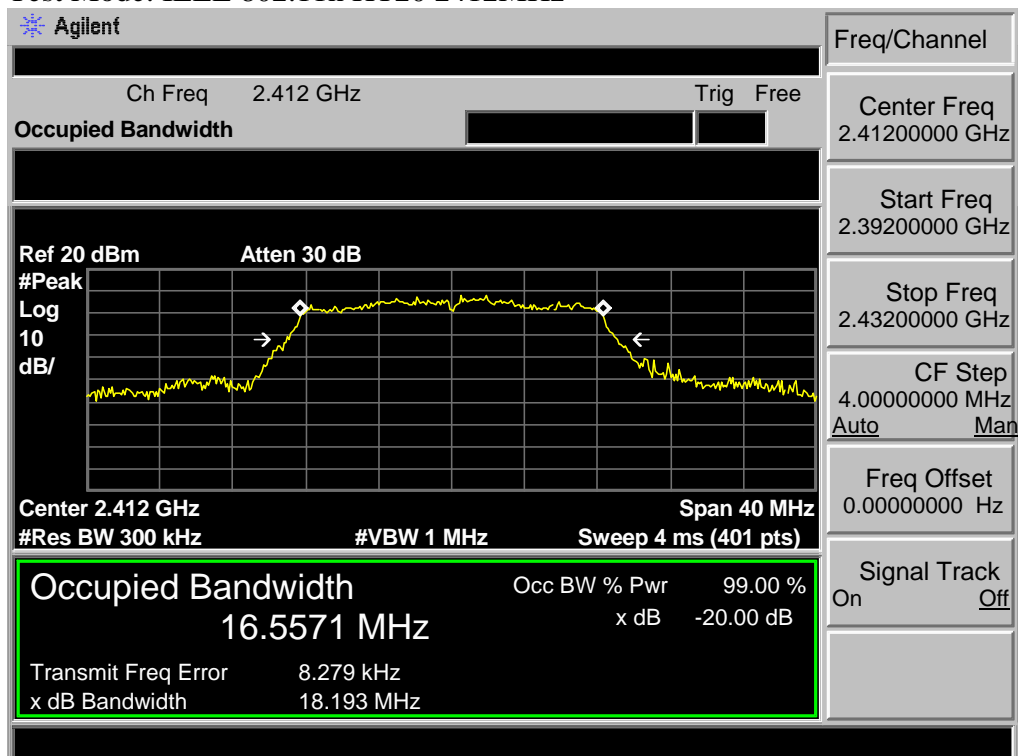 Agilent
Freq/Channel
Ch Freq 2.412 GHz Trig Free
Occupied Bandwidth
Center Freq
2.41200000 GHz
Start Freq
2.39200000 GHz
Stop Freq
2.43200000 GHz
CF Step
4.00000000 MHz
Auto Man
Freq Offset
0.00000000 Hz
Signal Track
On Off
Ref 20 dBm Atten 30 dB
#Peak
Log
10
dB/
Center 2.412 GHz Span 40 MHz
#Res BW 300 kHz #VBW 1 MHz Sweep 4 ms (401 pts)
Occupied Bandwidth
16.5571 MHz
Occ BW % Pwr 99.00 %
x dB -20.00 dB
Transmit Freq Error 8.279 kHz
x dB Bandwidth 18.193 MHz